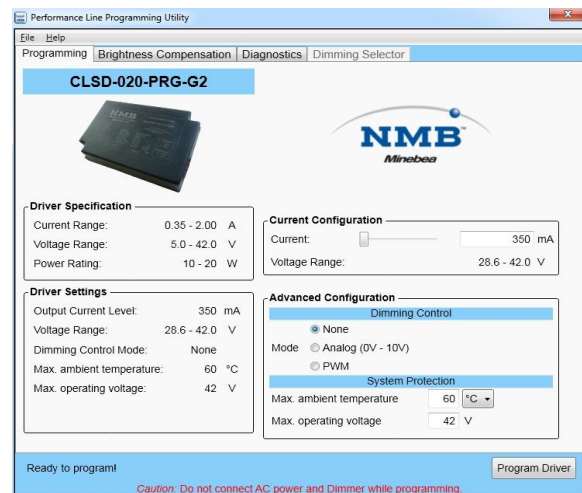 Performance Line Programming Utility
File Help
Programming Brightness Compensation Diagnostics Dimming Selector
CLSD-020-PRG-G2
NMB
NMB
Minebea
Driver Specification
Current Range: 0.35 - 2.00 A
Voltage Range: 5.0 - 42.0 V
Power Rating: 10 - 20 W
Current Configuration
Current: 350 mA
Voltage Range: 28.6 - 42.0 V
Driver Settings
Output Current Level: 350 mA
Voltage Range: 28.6 - 42.0 V
Dimming Control Mode: None
Max. ambient temperature: 60 °C
Max. operating voltage: 42 V
Advanced Configuration
Dimming Control
None
Mode Analog (0V - 10V)
PWM
System Protection
Max. ambient temperature 60 °C
Max. operating voltage 42 V
Ready to program!
Program Driver
Caution: Do not connect AC power and Dimmer while programming.